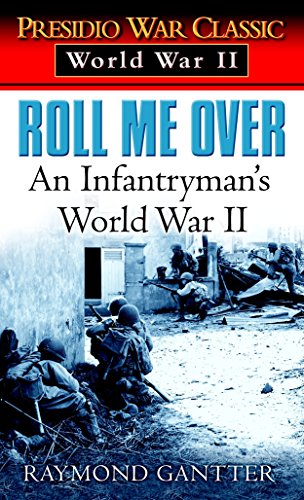 PRESIDIO WAR CLASSIC
World War II
ROLL ME OVER
An Infantryman's
World War II
RAYMOND GANTTER